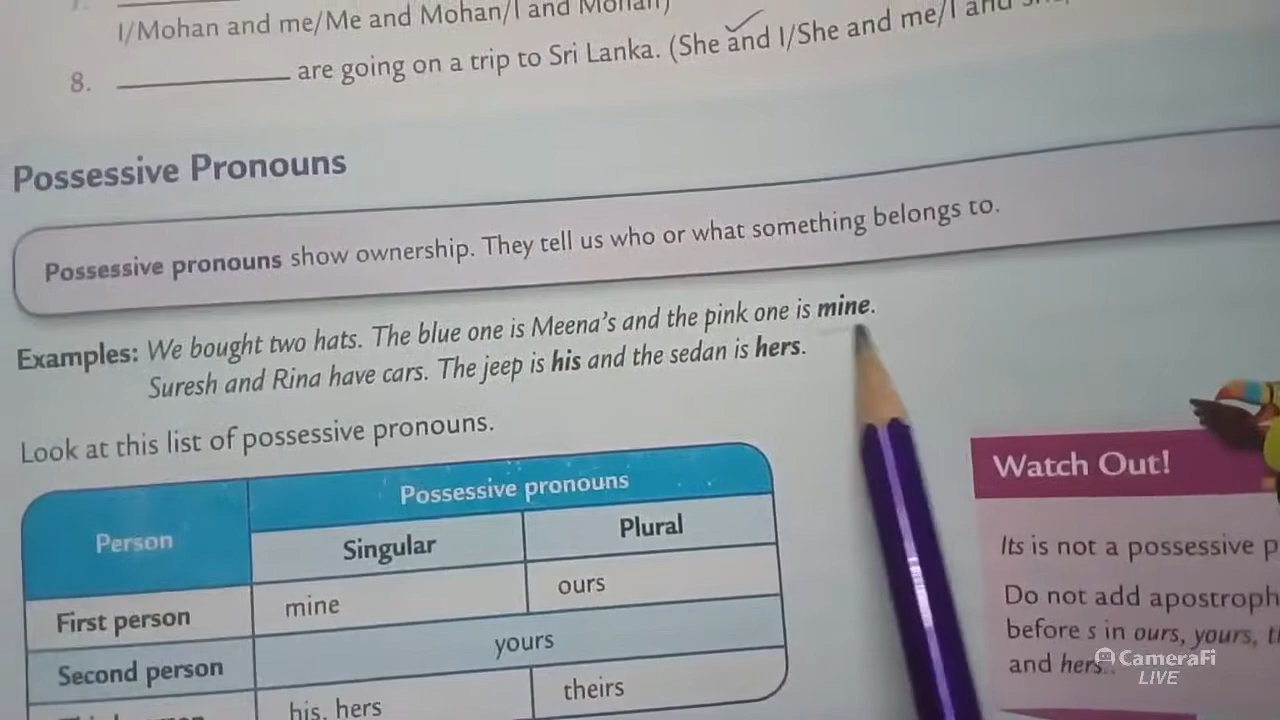 I/Mohan and me/Me and Mohan/I and Mohan)
8. ____________ are going on a trip to Sri Lanka. (She and I/She and me/I and
Possessive Pronouns
Possessive pronouns show ownership. They tell us who or what something belongs to.
Examples: We bought two hats. The blue one is Meena's and the pink one is mine.
Suresh and Rina have cars. The jeep is his and the sedan is hers.
Look at this list of possessive pronouns.
Person
Possessive pronouns
Singular
Plural
First person
mine
ours
Second person
yours
his, hers
theirs
Watch Out!
Its is not a possessive p
Do not add apostroph
before s in ours, yours, t
and hers.
CameraFi
LIVE